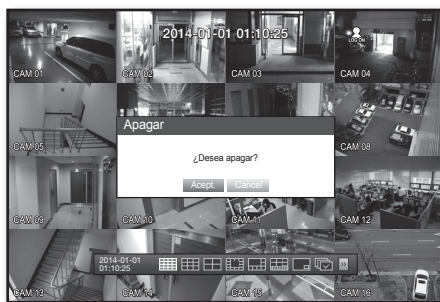 2014-01-01 01:10:25
LOG ON
CAM 01
CAM 02
CAM 03
CAM 04
Apagar
¿Desea apagar?
Acept.
Cancel
CAM 05
CAM 08
CAM 09
CAM 10
CAM 11
CAM 12
2014-01-01
01:10:25
CAM 13
CAM 14
CAM 15
CAM 16